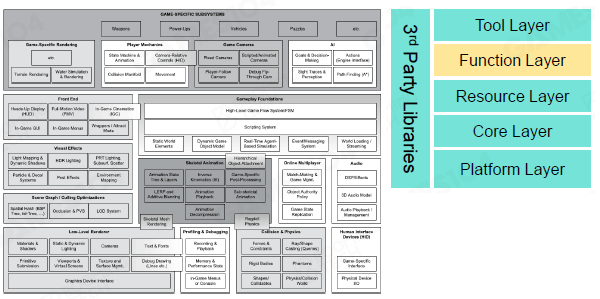 GAME-SPECIFIC SUBSYSTEMS
Weapons
Power-Ups
Vehicles
Puzzles
etc.
Game-Specific Rendering
etc.
Terrain Rendering
Water Simulation
& Rendering
Player Mechanics
State Machine &
Animation
Camera-Relative
Controls (HID)
Collision Manifold
Movement
Game Cameras
Fixed Cameras
Scripted/Animated
Cameras
Player-Follow
Camera
Debug Fly-
Through Cam
AI
Goals & Decision-
Making
Actions
(Engine Interface)
Sight Traces &
Perception
Path Finding (A*)
Front End
Heads-Up Display
(HUD)
Full-Motion Video
(FMV)
In-Game Cinematics
(IGC)
In-Game GUI
In-Game Menus
Wrappers / Attract
Mode
Gameplay Foundations
High-Level Game Flow System/FSM
Scripting System
Static World
Elements
Dynamic Game
Object Model
Real-Time Agent-
Based Simulation
Event/Messaging
System
World Loading /
Streaming
Visual Effects
Light Mapping &
Dynamic Shadows
HDR Lighting
PRT Lighting,
Subsurf. Scatter
Particle & Decal
Systems
Post Effects
Environment
Mapping
Scene Graph / Culling Optimizations
Spatial Hash (BSP
Tree, kd-Tree, ...)
Occlusion & PVS
LOD System
Skeletal Animation
Hierarchical
Object Attachment
Animation State
Tree & Layers
Inverse
Kinematics (IK)
Game-Specific
Post-Processing
LERP and
Additive Blending
Animation
Playback
Sub-skeletal
Animation
Animation
Decompression
Skeletal Mesh
Rendering
Ragdoll
Physics
Online Multiplayer
Match-Making &
Game Mgmt.
Object Authority
Policy
Game State
Replication
Audio
DSP/Effects
3D Audio Model
Audio Playback /
Management
Low-Level Renderer
Materials &
Shaders
Static & Dynamic
Lighting
Cameras
Text & Fonts
Primitive
Submission
Viewports &
Virtual Screens
Texture and
Surface Mgmt.
Debug Drawing
(Lines etc.)
Graphics Device Interface
Profiling & Debugging
Recording &
Playback
Memory &
Performance Stats
In-Game Menus
or Console
Collision & Physics
Forces &
Constraints
Ray/Shape
Casting (Queries)
Rigid Bodies
Phantoms
Shapes/
Collidables
Physics/Collision
World
Human Interface
Devices (HID)
Game-Specific
Interface
Physical Device
I/O
3rd Party Libraries
Tool Layer
Function Layer
Resource Layer
Core Layer
Platform Layer